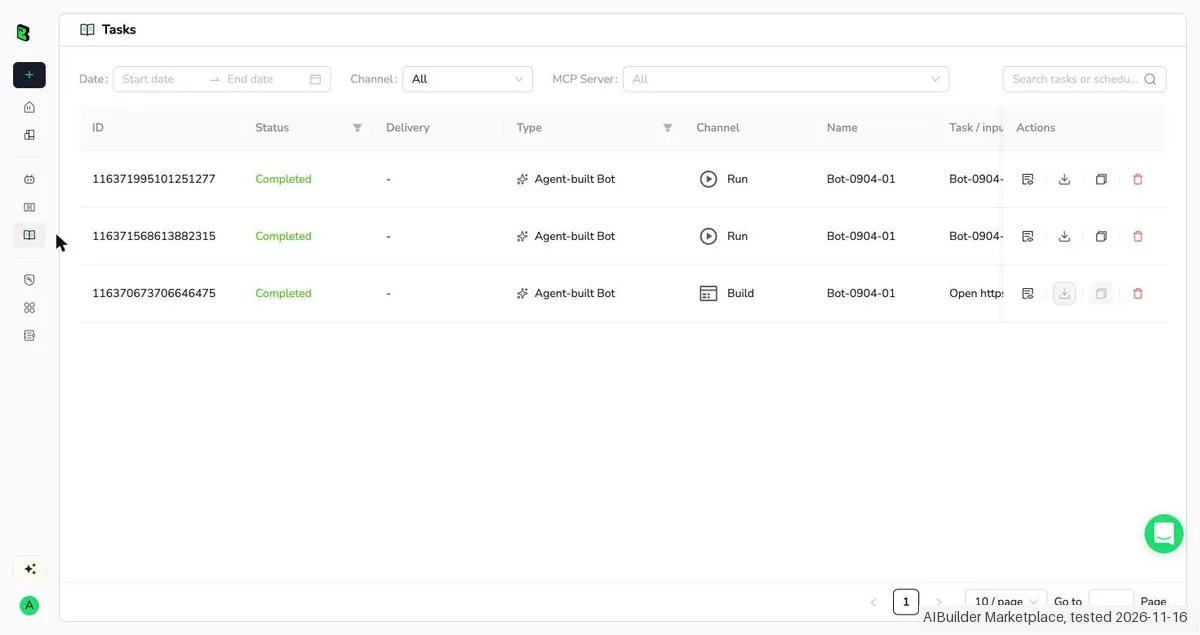 Tasks
Date: Start date → End date Channel: All MCP Server: All Search tasks or schedu...
ID Status Delivery Type Channel Name Task / inpu Actions
116371995101251277 Completed - Agent-built Bot Run Bot-0904-01 Bot-0904-
116371568613882315 Completed - Agent-built Bot Run Bot-0904-01 Bot-0904-
116370673706646475 Completed - Agent-built Bot Build Bot-0904-01 Open https
A
1 10 / page Go to Page
AIBuilder Marketplace, tested 2026-11-16